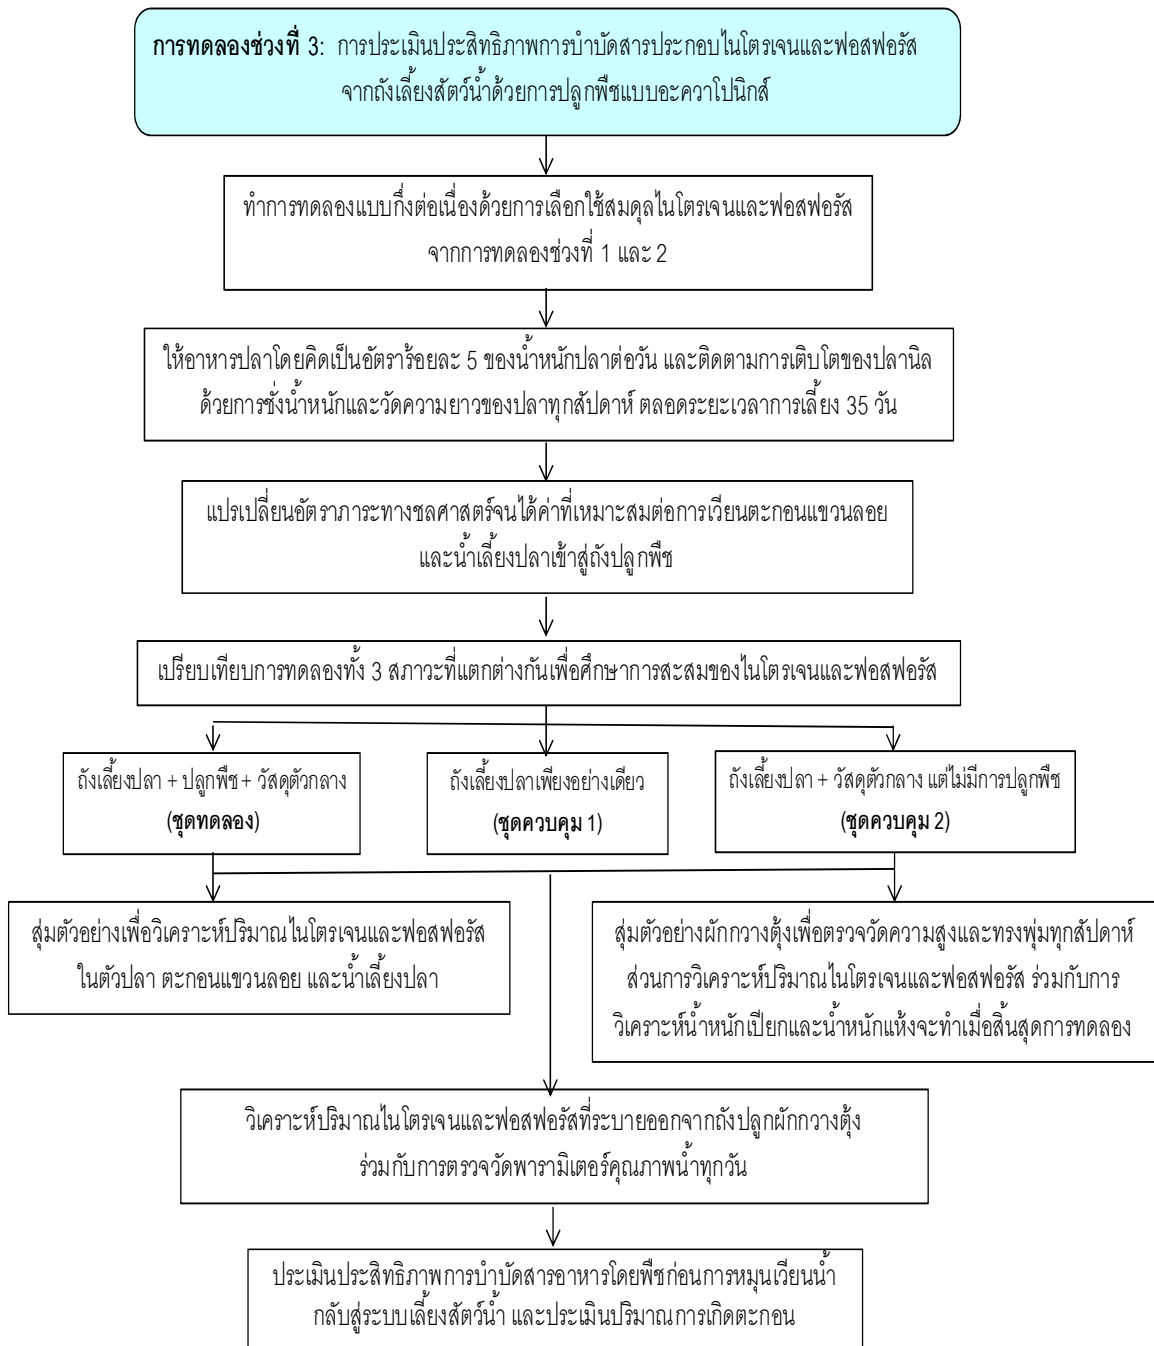 การทดลองช่วงที่ 3: การประเมินประสิทธิภาพการบำบัดสารประกอบไนโตรเจนและฟอสฟอรัส
จากถังเลี้ยงสัตว์น้ำด้วยการปลูกพืชแบบอะควาโปนิกส์
ทำการทดลองแบบกึ่งต่อเนื่องด้วยการเลือกใช้สมดุลไนโตรเจนและฟอสฟอรัส
จากการทดลองช่วงที่ 1 และ 2
ให้อาหารปลาโดยคิดเป็นอัตราร้อยละ 5 ของน้ำหนักปลาต่อวัน และติดตามการเติบโตของปลานิล
ด้วยการชั่งน้ำหนักและวัดความยาวของปลาทุกสัปดาห์ ตลอดระยะเวลาการเลี้ยง 35 วัน
แปรเปลี่ยนอัตราภาระทางชลศาสตร์จนได้ค่าที่เหมาะสมต่อการเวียนตะกอนแขวนลอย
และน้ำเลี้ยงปลาเข้าสู่ถังปลูกพืช
เปรียบเทียบการทดลองทั้ง 3 สภาวะที่แตกต่างกันเพื่อศึกษาการสะสมของไนโตรเจนและฟอสฟอรัส
ถังเลี้ยงปลา + ปลูกพืช + วัสดุตัวกลาง
(ชุดทดลอง)
ถังเลี้ยงปลาเพียงอย่างเดียว
(ชุดควบคุม 1)
ถังเลี้ยงปลา + วัสดุตัวกลาง แต่ไม่มีการปลูกพืช
(ชุดควบคุม 2)
สุ่มตัวอย่างเพื่อวิเคราะห์ปริมาณไนโตรเจนและฟอสฟอรัส
ในตัวปลา ตะกอนแขวนลอย และน้ำเลี้ยงปลา
สุ่มตัวอย่างผักกวางตุ้งเพื่อตรวจวัดความสูงและทรงพุ่มทุกสัปดาห์
ส่วนการวิเคราะห์ปริมาณไนโตรเจนและฟอสฟอรัส ร่วมกับการ
วิเคราะห์น้ำหนักเปียกและน้ำหนักแห้งจะทำเมื่อสิ้นสุดการทดลอง
วิเคราะห์ปริมาณไนโตรเจนและฟอสฟอรัสที่ระบายออกจากถังปลูกผักกวางตุ้ง
ร่วมกับการตรวจวัดพารามิเตอร์คุณภาพน้ำทุกวัน
ประเมินประสิทธิภาพการบำบัดสารอาหารโดยพืชก่อนการหมุนเวียนน้ำ
กลับสู่ระบบเลี้ยงสัตว์น้ำ และประเมินปริมาณการเกิดตะกอน